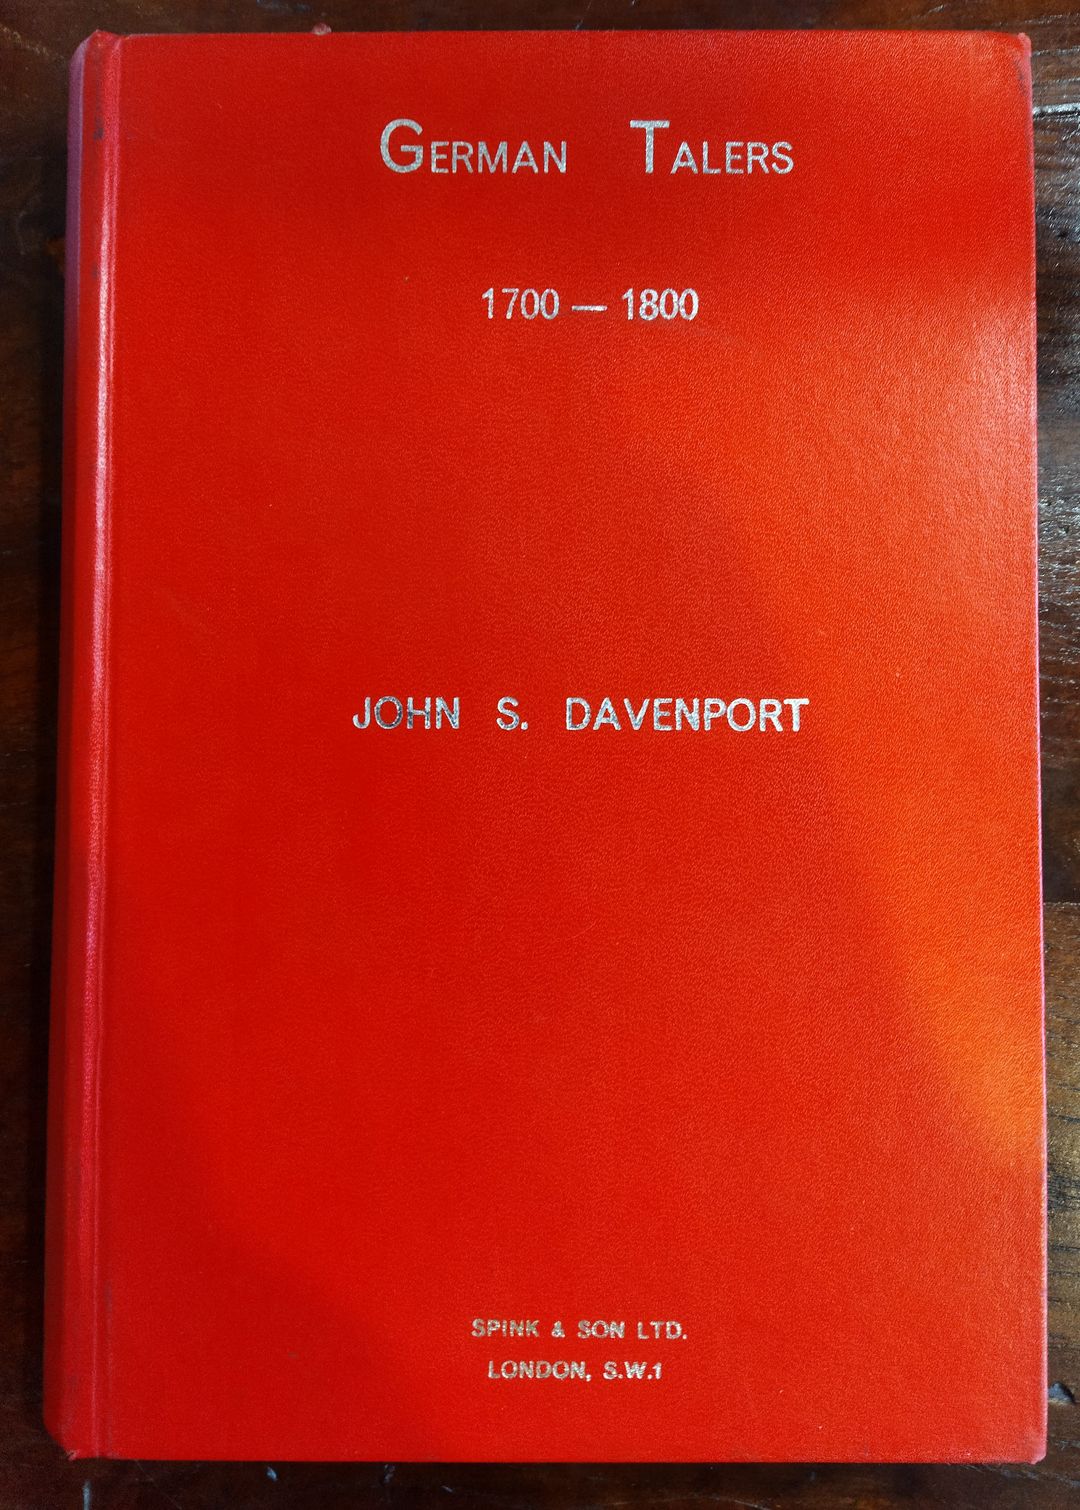 GERMAN TALERS
1700 — 1800
JOHN S. DAVENPORT
SPINK & SON LTD.
LONDON, S.W.1